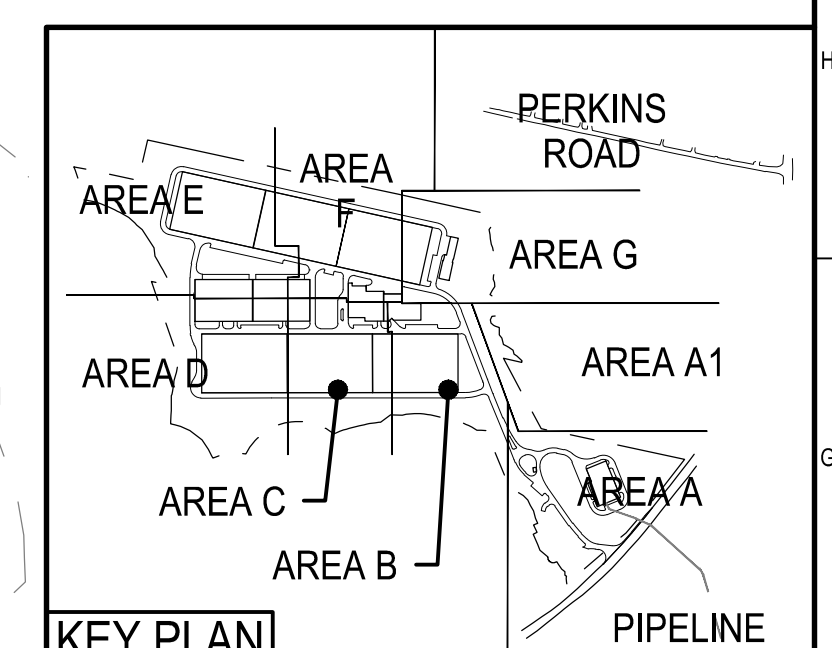 PERKINS
ROAD
AREA
F
AREA E
AREA G
AREA A1
AREA D
AREA C
AREA A
AREA B
PIPELINE
KEY PLAN
H
G